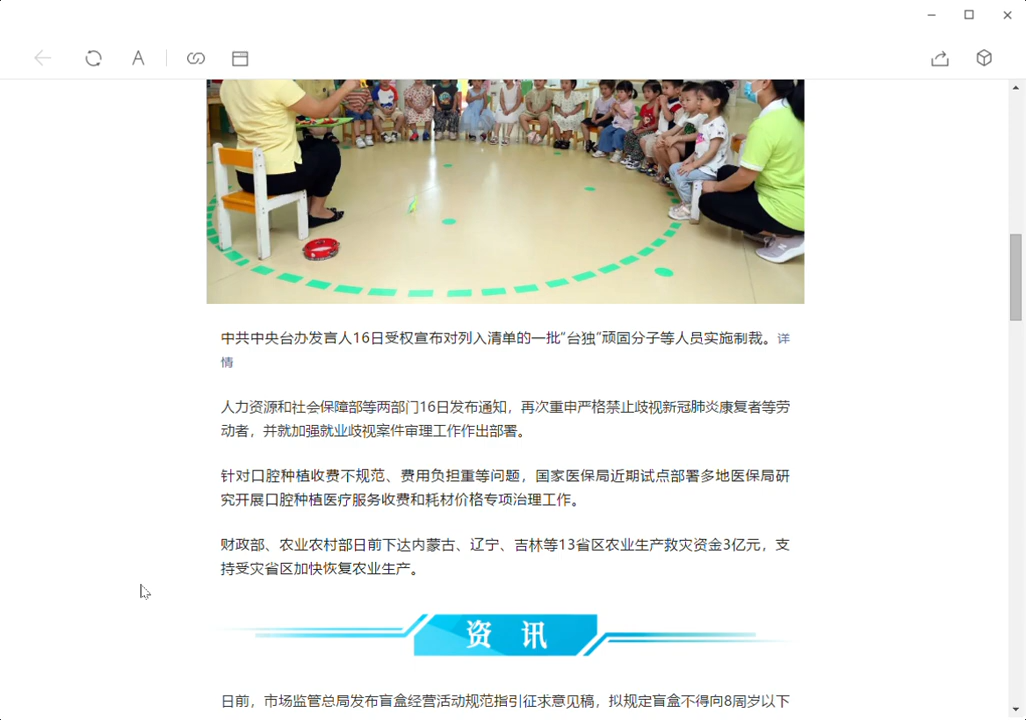 中共中央台办发言人16日受权宣布对列入清单的一批“台独”顽固分子等人员实施制裁。详
情
人力资源和社会保障部等两部门16日发布通知，再次重申严格禁止歧视新冠肺炎康复者等劳
动者，并就加强就业歧视案件审理工作作出部署。
针对口腔种植收费不规范、费用负担重等问题，国家医保局近期试点部署多地医保局研
究开展口腔种植医疗服务收费和耗材价格专项治理工作。
财政部、农业农村部日前下达内蒙古、辽宁、吉林等13省区农业生产救灾资金3亿元，支
持受灾省区加快恢复农业生产。
资 讯
日前，市场监管总局发布盲盒经营活动规范指引征求意见稿，拟规定盲盒不得向8周岁以下